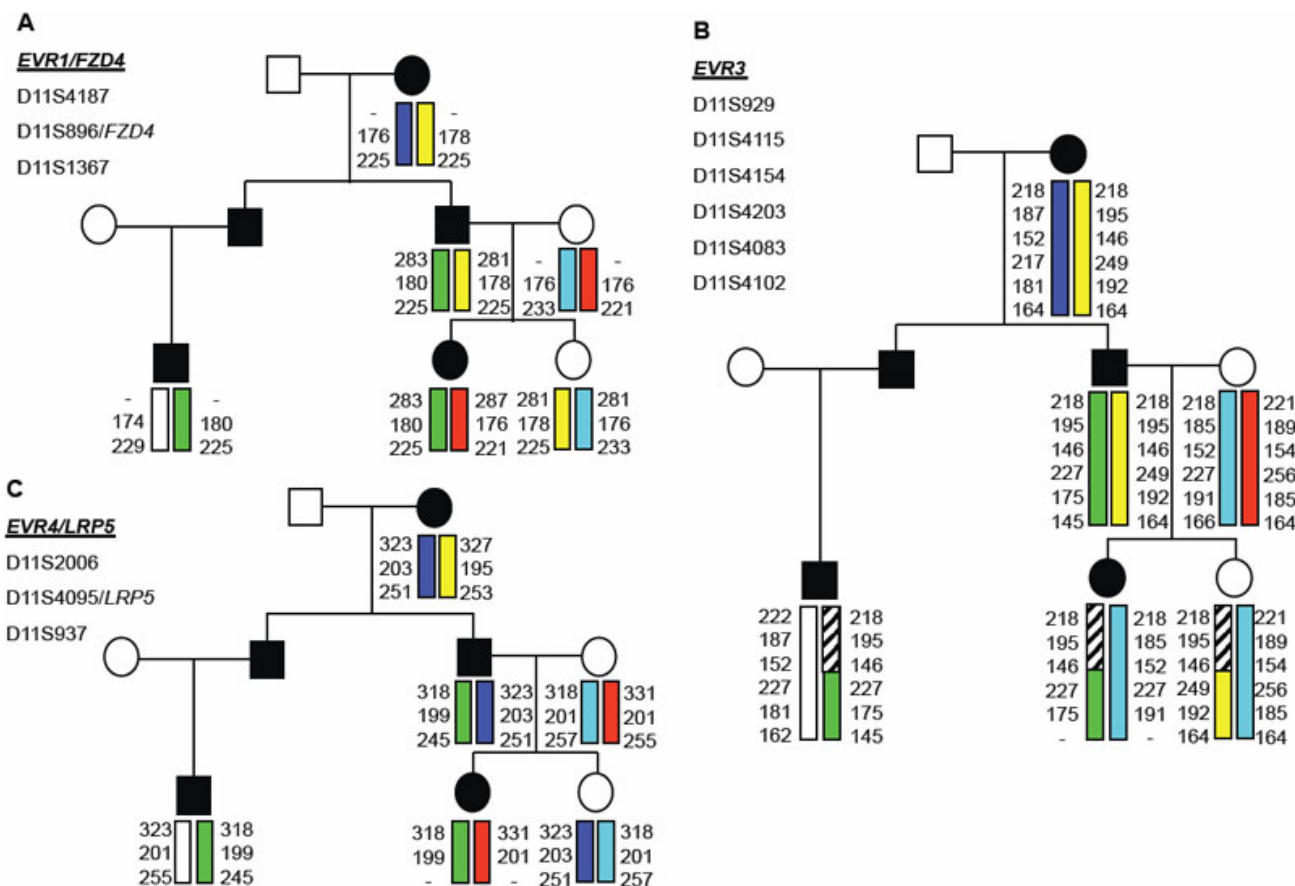 A
EVR1/FZD4
D11S4187
D11S896/FZD4
D11S1367
- -
176 178
225 225
283 281 - -
180 178 176 176
225 225 233 221
- - 283 287 281 281
174 180 180 176 178 176
229 225 225 221 225 233
B
EVR3
D11S929
D11S4115
D11S4154
D11S4203
D11S4083
D11S4102
218 218
187 195
152 146
217 249
181 192
164 164
218 218 218 221
195 195 185 189
146 146 152 154
227 249 227 256
175 192 191 185
145 164 166 164
222 218 218 218 218 221
187 195 195 185 195 189
152 146 146 152 146 154
227 227 227 227 249 256
181 175 175 191 192 185
162 145 - - 164 164
C
EVR4/LRP5
D11S2006
D11S4095/LRP5
D11S937
323 327
203 195
251 253
318 323 318 331
199 203 201 201
245 251 257 255
323 318 318 331 323 318
201 199 199 201 203 201
255 245 - - 251 257